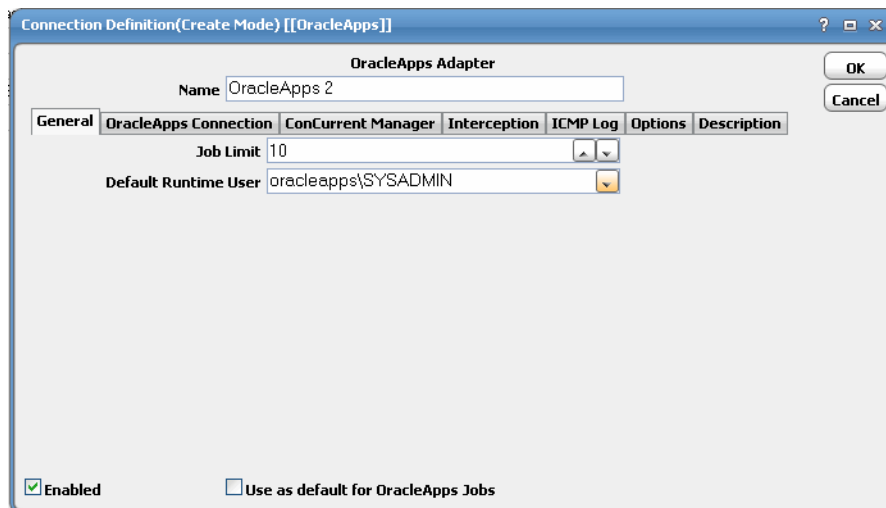 Connection Definition(Create Mode) [[OracleApps]]
?
OracleApps Adapter
OK
Name OracleApps 2
Cancel
General OracleApps Connection ConCurrent Manager Interception ICMP Log Options Description
Job Limit 10
Default Runtime User oracleapps\SYSADMIN
Enabled Use as default for OracleApps Jobs